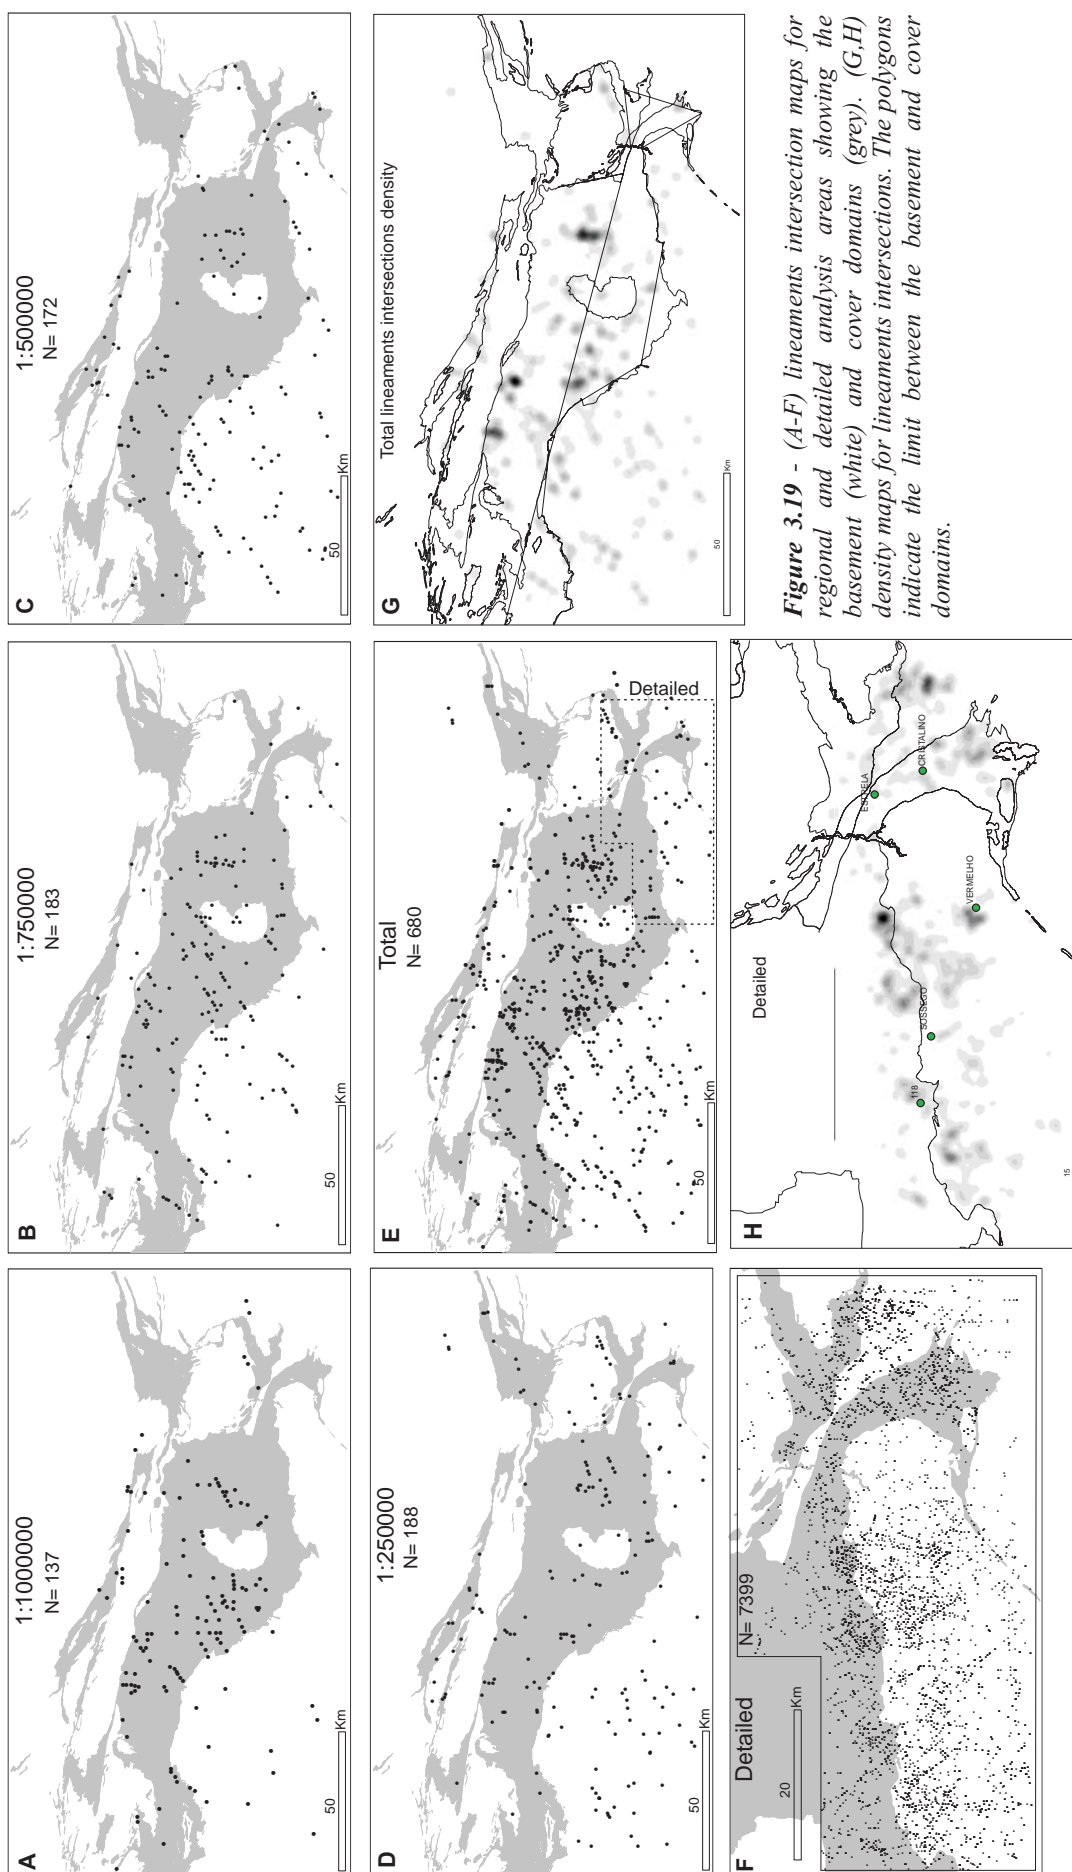 A
1:1000000
N= 137
50
Km
B
1:750000
N= 183
50
Km
C
1:500000
N= 172
50
Km
D
1:250000
N= 188
50
Km
E
Total
N= 680
Detailed
50
Km
G
Total lineaments intersections density
50
Km
F
Detailed
N= 7399
20
Km
H
Detailed
118
SOSSEGO
VERMELHO
ESTRELA
CRISTALINO
15
Figure 3.19 - (A-F) lineaments intersection maps for
regional and detailed analysis areas showing the
basement (white) and cover domains (grey). (G,H)
density maps for lineaments intersections. The polygons
indicate the limit between the basement and cover
domains.